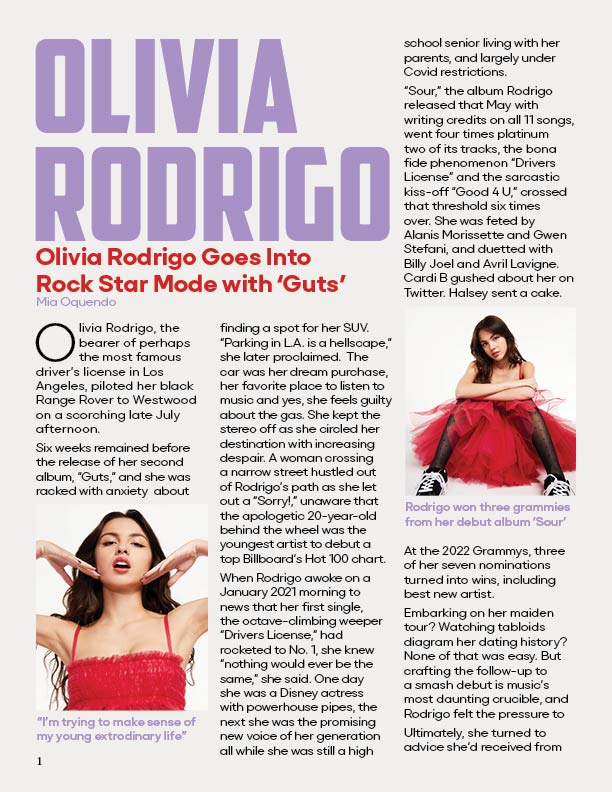 OLIVIA
RODRIGO
Olivia Rodrigo Goes Into
Rock Star Mode with ‘Guts’
Mia Oquendo
Olivia Rodrigo, the
bearer of perhaps
the most famous
driver’s license in Los
Angeles, piloted her black
Range Rover to Westwood
on a scorching late July
afternoon.
Six weeks remained before
the release of her second
album, “Guts,” and she was
racked with anxiety about
“I’m trying to make sense of
my young extrodinary life”
finding a spot for her SUV.
“Parking in L.A. is a hellscape,”
she later proclaimed. The
car was her dream purchase,
her favorite place to listen to
music and yes, she feels guilty
about the gas. She kept the
stereo off as she circled her
destination with increasing
despair. A woman crossing
a narrow street hustled out
of Rodrigo’s path as she let
out a “Sorry!,” unaware that
the apologetic 20-year-old
behind the wheel was the
youngest artist to debut a
top Billboard’s Hot 100 chart.
When Rodrigo awoke on a
January 2021 morning to
news that her first single,
the octave-climbing weeper
“Drivers License,” had
rocketed to No. 1, she knew
“nothing would ever be the
same,” she said. One day
she was a Disney actress
with powerhouse pipes, the
next she was the promising
new voice of her generation
all while she was still a high
school senior living with her
parents, and largely under
Covid restrictions.
“Sour,” the album Rodrigo
released that May with
writing credits on all 11 songs,
went four times platinum
two of its tracks, the bona
fide phenomenon “Drivers
License” and the sarcastic
kiss-off “Good 4 U,” crossed
that threshold six times
over. She was feted by
Alanis Morissette and Gwen
Stefani, and duetted with
Billy Joel and Avril Lavigne.
Cardi B gushed about her on
Twitter. Halsey sent a cake.
Rodrigo won three grammies
from her debut album ‘Sour’
At the 2022 Grammys, three
of her seven nominations
turned into wins, including
best new artist.
Embarking on her maiden
tour? Watching tabloids
diagram her dating history?
None of that was easy. But
crafting the follow-up to
a smash debut is music’s
most daunting crucible, and
Rodrigo felt the pressure to
Ultimately, she turned to
advice she’d received from
1